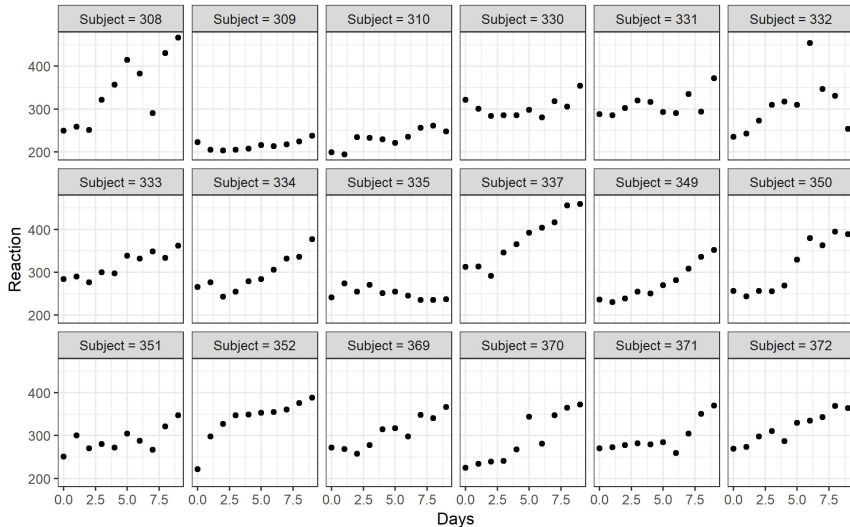 Subject = 308 Subject = 309 Subject = 310 Subject = 330 Subject = 331 Subject = 332
400
300
200
Subject = 333 Subject = 334 Subject = 335 Subject = 337 Subject = 349 Subject = 350
400
300
200
Reaction
Subject = 351 Subject = 352 Subject = 369 Subject = 370 Subject = 371 Subject = 372
400
300
200
0.0 2.5 5.0 7.5 0.0 2.5 5.0 7.5 0.0 2.5 5.0 7.5 0.0 2.5 5.0 7.5 0.0 2.5 5.0 7.5 0.0 2.5 5.0 7.5
Days